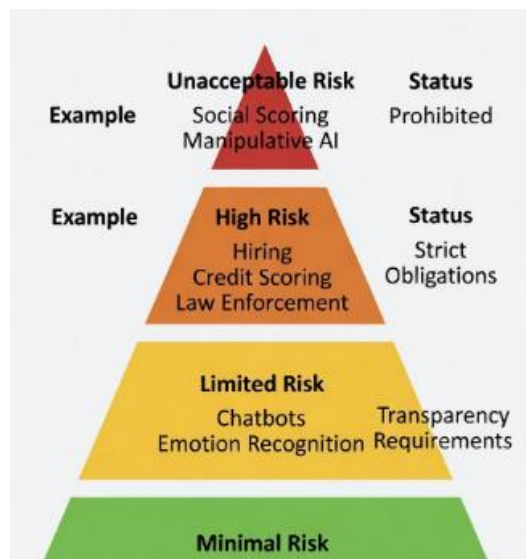 Unacceptable Risk
Status
Example
Social Scoring
Manipulative AI
Prohibited
Example
High Risk
Status
Hiring
Credit Scoring
Law Enforcement
Strict
Obligations
Limited Risk
Chatbots
Emotion Recognition
Transparency
Requirements
Minimal Risk